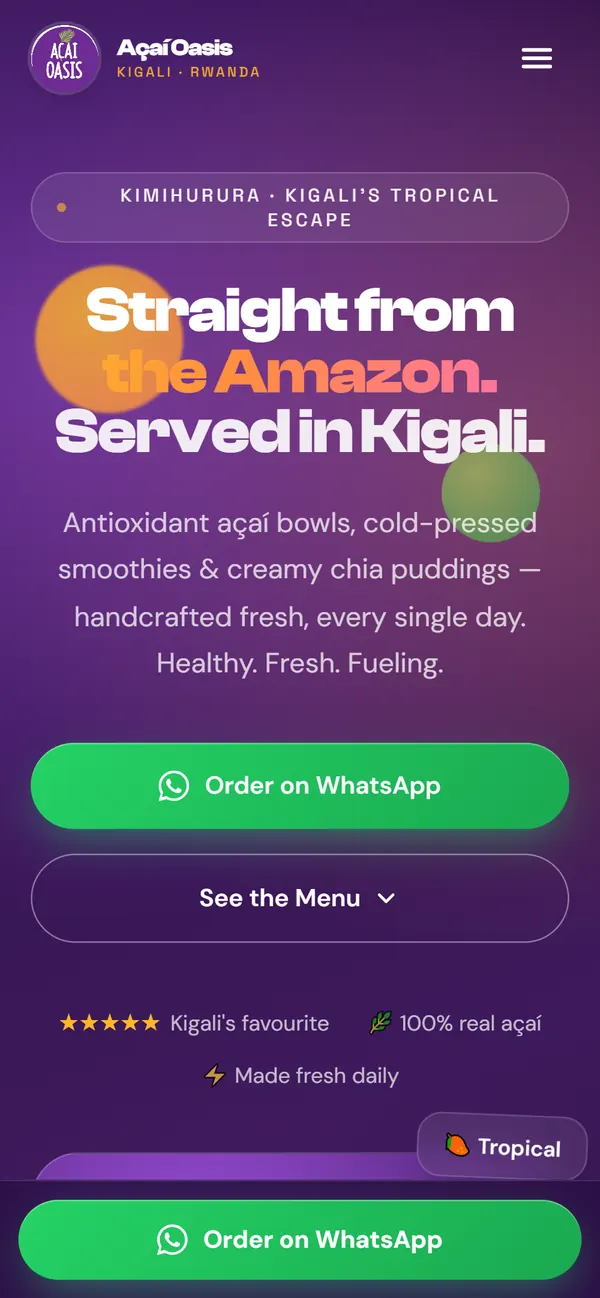 AÇAÍ
OASIS
Açaí Oasis
KIGALI · RWANDA
KIMIHURURA · KIGALI’S TROPICAL
ESCAPE
Straight from
the Amazon.
Served in Kigali.
Antioxidant açaí bowls, cold-pressed
smoothies & creamy chia puddings —
handcrafted fresh, every single day.
Healthy. Fresh. Fueling.
Order on WhatsApp
See the Menu
★★★★★ Kigali's favourite 100% real açaí
Made fresh daily
Tropical
Order on WhatsApp